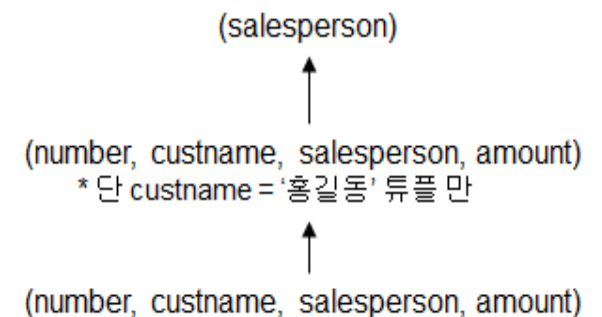 (salesperson)
(number, custname, salesperson, amount)
* 단 custname = ‘홍길동’ 튜플 만
(number, custname, salesperson, amount)